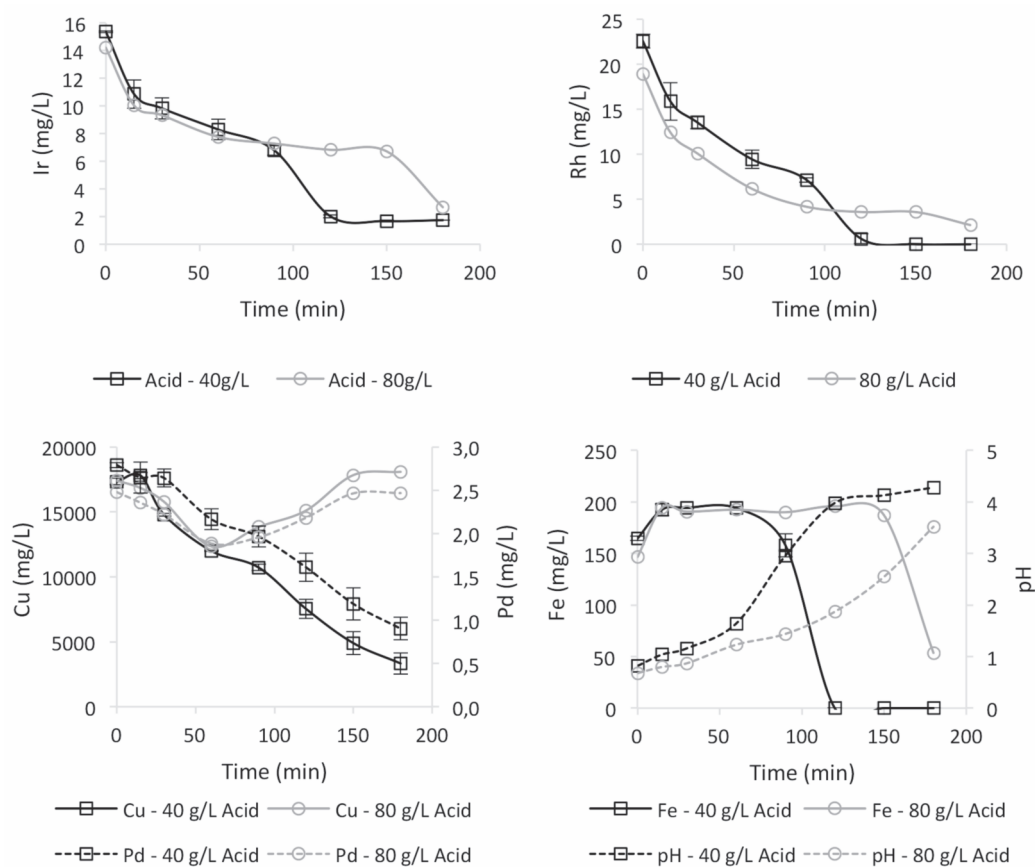 16
14
12
10
8
6
4
2
0
Ir (mg/L)
0 50 100 150 200
Time (min)
Acid - 40g/L Acid - 80g/L
25
20
15
10
5
0
Rh (mg/L)
0 50 100 150 200
Time (min)
40 g/L Acid 80 g/L Acid
20000
15000
10000
5000
0
Cu (mg/L)
3,0
2,5
2,0
1,5
1,0
0,5
0,0
Pd (mg/L)
0 50 100 150 200
Time (min)
Cu - 40 g/L Acid Cu - 80 g/L Acid
Pd - 40 g/L Acid Pd - 80 g/L Acid
250
200
150
100
50
0
Fe (mg/L)
5
4
3
2
1
0
pH
0 50 100 150 200
Time (min)
Fe - 40 g/L Acid Fe - 80 g/L Acid
pH - 40 g/L Acid pH - 80 g/L Acid